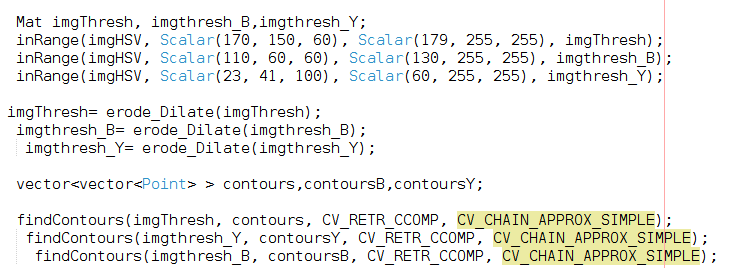 Mat imgThresh, imgthresh_B,imgthresh_Y;
inRange(imgHSV, Scalar(170, 150, 60), Scalar(179, 255, 255), imgThresh);
inRange(imgHSV, Scalar(110, 60, 60), Scalar(130, 255, 255), imgthresh_B);
inRange(imgHSV, Scalar(23, 41, 100), Scalar(60, 255, 255), imgthresh_Y);
imgThresh= erode_Dilate(imgThresh);
imgthresh_B= erode_Dilate(imgthresh_B);
imgthresh_Y= erode_Dilate(imgthresh_Y);
vector<vector<Point> > contours,contoursB,contoursY;
findContours(imgThresh, contours, CV_RETR_CCOMP, CV_CHAIN_APPROX_SIMPLE);
findContours(imgthresh_Y, contoursY, CV_RETR_CCOMP, CV_CHAIN_APPROX_SIMPLE);
findContours(imgthresh_B, contoursB, CV_RETR_CCOMP, CV_CHAIN_APPROX_SIMPLE);